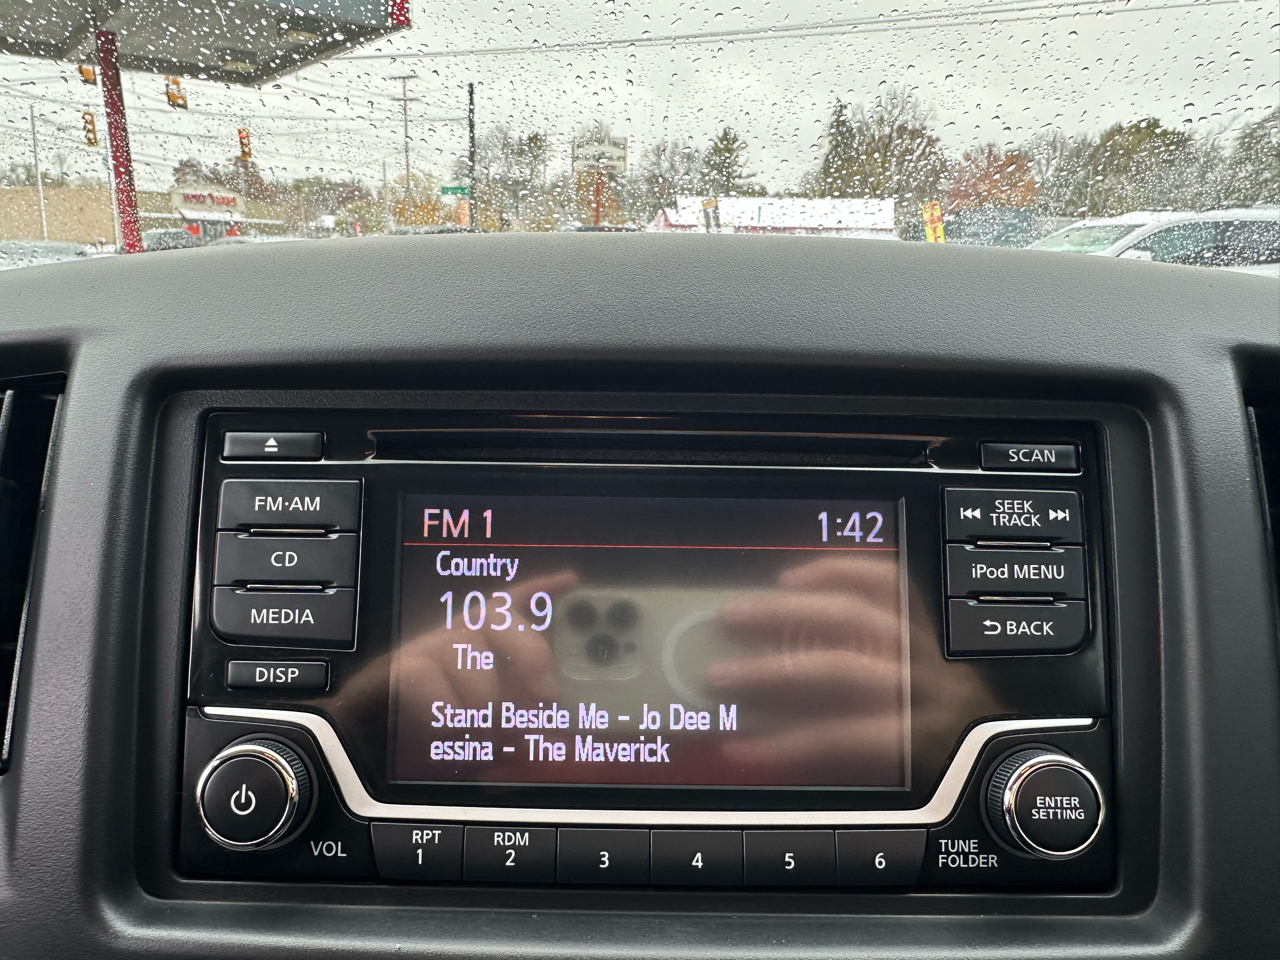 SCAN
FM·AM
CD
MEDIA
DISP
FM 1
1:42
Country
103.9
The
Stand Beside Me - Jo Dee M
essina - The Maverick
SEEK
TRACK
iPod MENU
BACK
VOL
RPT
1
RDM
2
3
4
5
6
TUNE
FOLDER
ENTER
SETTING